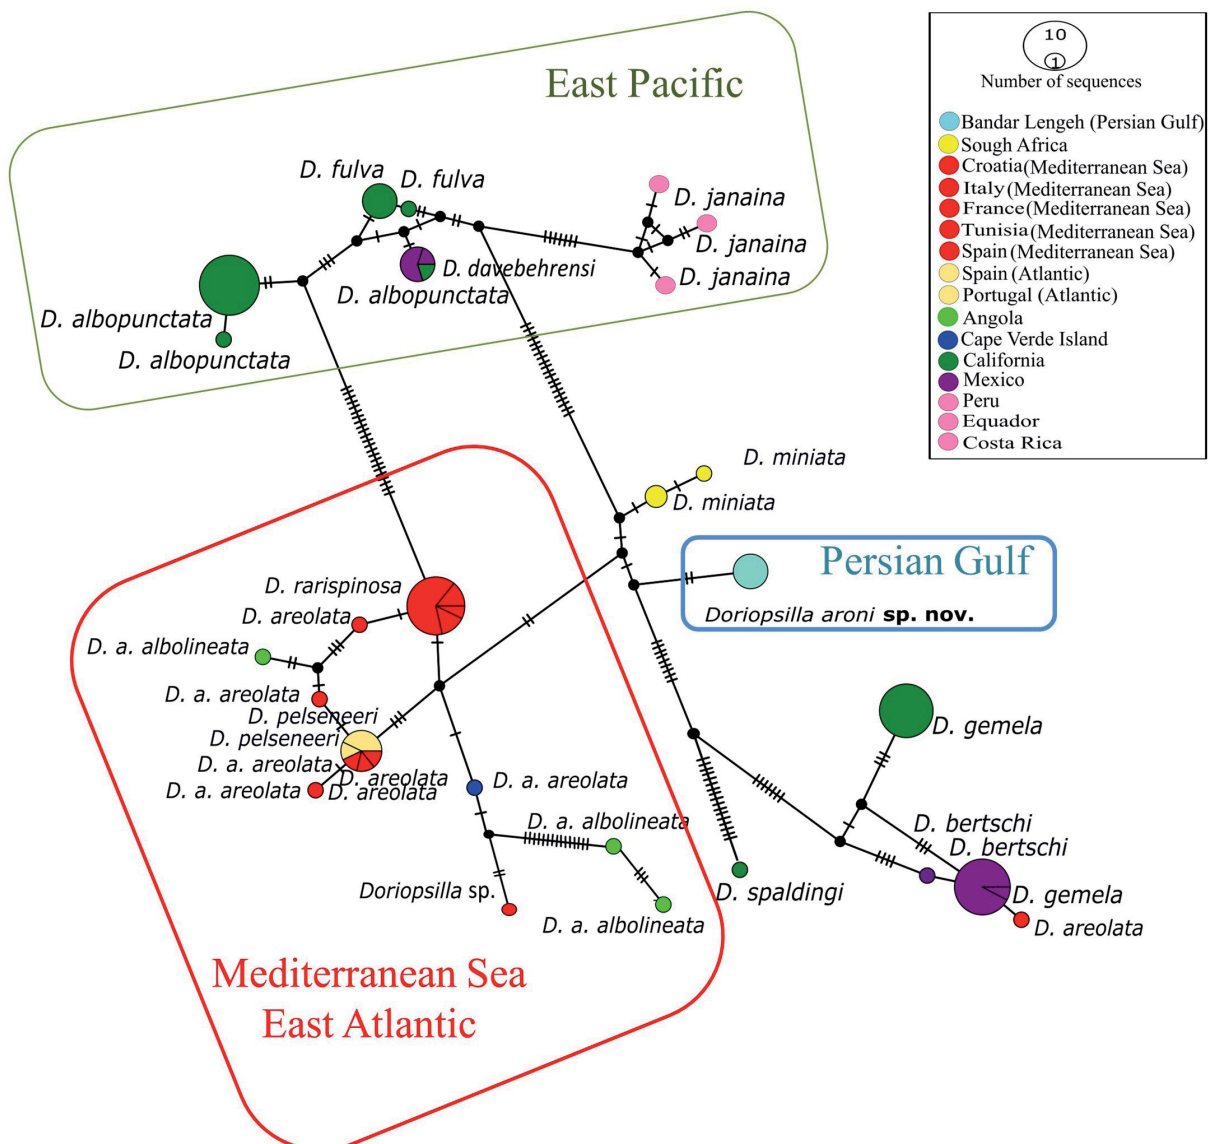 East Pacific
D. fulva
D. fulva
D. janaina
D. janaina
D. janaina
D. davebehrensi
D. albopunctata
D. albopunctata
D. albopunctata
10
1
Number of sequences
Bandar Lengeh (Persian Gulf)
Sough Africa
Croatia(Mediterranean Sea)
Italy(Mediterranean Sea)
France(Mediterranean Sea)
Tunisia(Mediterranean Sea)
Spain(Mediterranean Sea)
Spain(Atlantic)
Portugal (Atlantic)
Angola
Cape Verde Island
California
Mexico
Peru
Equador
Costa Rica
D. miniata
D. miniata
Persian Gulf
Doriopsilla aroni sp. nov.
D. rarispinosa
D. areolata
D. a. albolineata
D. a. areolata
D. pelseneeri
D. pelseneeri
D. a. areolata
D. areolata
D. a. areolata
D. areolata
D. a. areolata
D. a. albolineata
Doriopsilla sp.
D. a. albolineata
D. gemela
D. bertschi
D. bertschi
D. spaldingi
D. gemela
D. areolata
Mediterranean Sea
East Atlantic